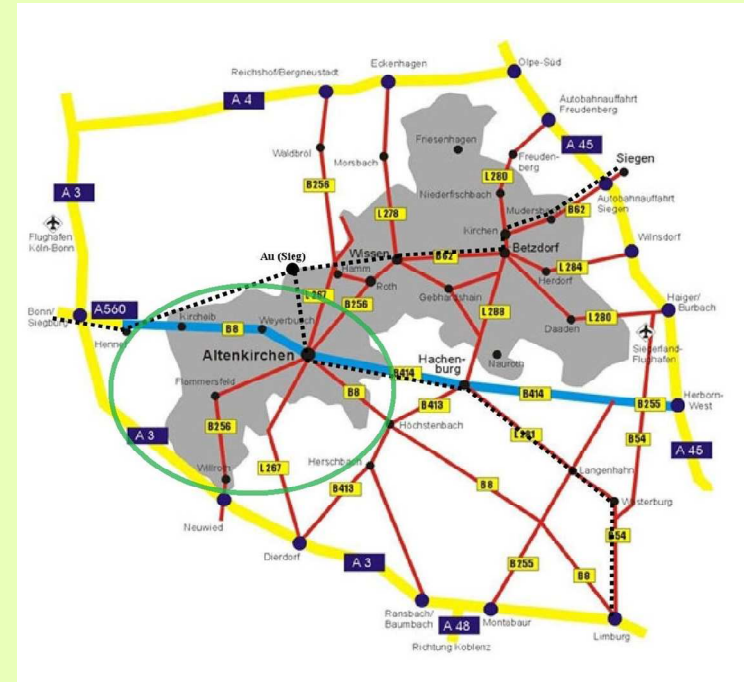 Olpe-Süd
Eckenhagen
Reichshof/Bergneustadt
A 4
Autobahnauffahrt
Freudenberg
A 45
Friesenhagen
Waldbröl
Morsbach
Freuden-
berg
Siegen
A 3
B256
L280
Autobahnauffahrt
Siegen
Niederfischbach
Mudersbach
B62
L278
Flughafen
Köln-Bonn
Kirchen
Au (Sieg)
Wissen
B62
Betzdorf
Wilnsdorf
Hamm
L284
Roth
Herdorf
L267
B256
Gebhardshain
Bonn/
Siegburg
A560
Kircheib
B8
Weyerbusch
L288
Daaden
L280
Haiger/
Burbach
Hennef
Siegerland-
Flughafen
Altenkirchen
Nauroth
Hachen-
burg
B414
Flammersfeld
B8
B413
B414
B255
Herborn-
West
A 3
B256
Höchstenbach
B54
A 45
Willroth
L267
Herschbach
Langenhahn
B413
B8
Westerburg
Neuwied
B54
Dierdorf
A 3
B255
B8
Ransbach/
Baumbach
A 48
Montabaur
Limburg
Richtung Koblenz